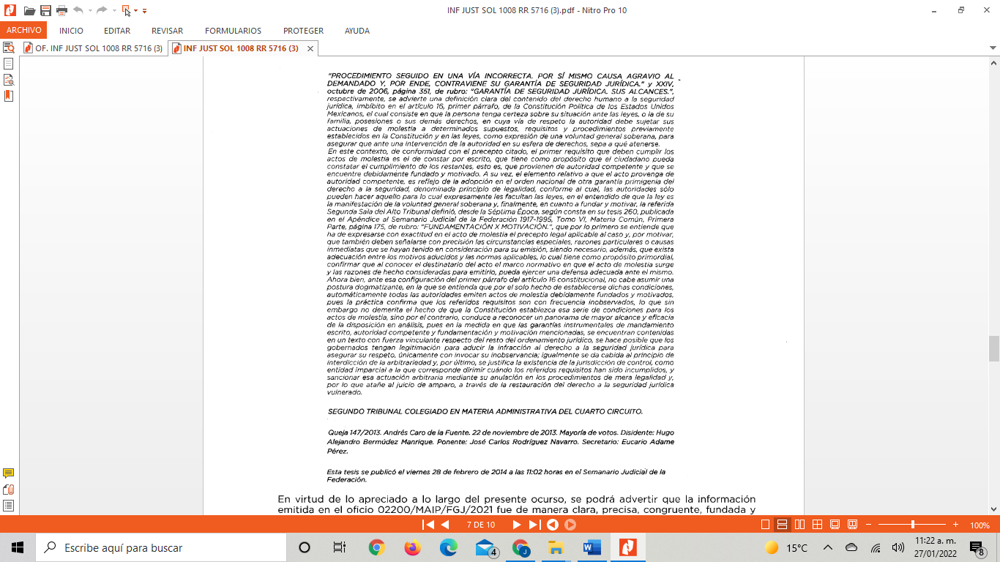 INF JUST SOL 1008 RR 5716 (3).pdf - Nitro Pro 10
ARCHIVO INICIO EDITAR REVISAR FORMULARIOS PROTEGER AYUDA
OF. INF JUST SOL 1008 RR 5716 (3) INF JUST SOL 1008 RR 5716 (3)
"PROCEDIMIENTO SEGUIDO EN UNA VÍA INCORRECTA. POR SÍ MISMO CAUSA AGRAVIO AL
DEMANDADO Y, POR ENDE, CONTRAVIENE SU GARANTÍA DE SEGURIDAD JURÍDICA." y XXIV,
octubre de 2006, página 351, de rubro: "GARANTÍA DE SEGURIDAD JURÍDICA. SUS ALCANCES.",
respectivamente, se advierte una definición clara del contenido del derecho humano a la seguridad
jurídica, imbíbito en el artículo 16, primer párrafo, de la Constitución Política de los Estados Unidos
Mexicanos, el cual consiste en que la persona tenga certeza sobre su situación ante las leyes, o la de su
familia, posesiones o sus demás derechos, en cuya vía de respeto la autoridad debe sujetar sus
actuaciones de molestia a determinados supuestos, requisitos y procedimientos previamente
establecidos en la Constitución y en las leyes, como expresión de una voluntad general soberana, para
asegurar que ante una intervención de la autoridad en su esfera de derechos, sepa a qué atenerse.
En este contexto, de conformidad con el precepto citado, el primer requisito que deben cumplir los
actos de molestia es el de constar por escrito, que tiene como propósito que el ciudadano pueda
constatar el cumplimiento de los restantes, esto es, que provienen de autoridad competente y que se
encuentre debidamente fundado y motivado. A su vez, el elemento relativo a que el acto provenga de
autoridad competente, es reflejo de la adopción en el orden nacional de otra garantía primigenia del
derecho a la seguridad, denominada principio de legalidad, conforme al cual, las autoridades sólo
pueden hacer aquello para lo cual expresamente les facultan las leyes, en el entendido de que la ley es
la manifestación de la voluntad general soberana y, finalmente, en cuanto a fundar y motivar, la referida
Segunda Sala del Alto Tribunal definió, desde la Séptima Época, según consta en su tesis 260, publicada
en el Apéndice al Semanario Judicial de la Federación 1917-1995, Tomo VI, Materia Común, Primera
Parte, página 175, de rubro: "FUNDAMENTACIÓN X MOTIVACIÓN.", que por lo primero se entiende que
ha de expresarse con exactitud en el acto de molestia el precepto legal aplicable al caso y, por motivar,
que también deben señalarse con precisión las circunstancias especiales, razones particulares o causas
inmediatas que se hayan tenido en consideración para su emisión, siendo necesario, además, que exista
adecuación entre los motivos aducidos y las normas aplicables, lo cual tiene como propósito primordial,
confirmar que al conocer el destinatario del acto el marco normativo en que el acto de molestia surge
y las razones de hecho consideradas para emitirlo, pueda ejercer una defensa adecuada ante el mismo.
Ahora bien, ante esa configuración del primer párrafo del artículo 16 constitucional, no cabe asumir una
postura dogmatizante, en la que se entienda que por el solo hecho de establecerse dichas condiciones,
automáticamente todas las autoridades emiten actos de molestia debidamente fundados y motivados,
pues la práctica confirma que los referidos requisitos son con frecuencia inobservados, lo que sin
embargo no demerita el hecho de que la Constitución establezca esa serie de condiciones para los
actos de molestia, sino por el contrario, conduce a reconocer un panorama de mayor alcance y eficacia
de la disposición en análisis, pues en la medida en que las garantías instrumentales de mandamiento
escrito, autoridad competente y fundamentación y motivación mencionadas, se encuentran contenidas
en un texto con fuerza vinculante respecto del resto del ordenamiento jurídico, se hace posible que los
gobernados tengan legitimación para aducir la infracción al derecho a la seguridad jurídica para
asegurar su respeto, únicamente con invocar su inobservancia; igualmente se da cabida al principio de
interdicción de la arbitrariedad y, por último, se justifica la existencia de la jurisdicción de control, como
entidad imparcial a la que corresponde dirimir cuándo los referidos requisitos han sido incumplidos, y
sancionar esa actuación arbitraria mediante su anulación en los procedimientos de mera legalidad y,
por lo que atañe al juicio de amparo, a través de la restauración del derecho a la seguridad jurídica
vulnerado.
SEGUNDO TRIBUNAL COLEGIADO EN MATERIA ADMINISTRATIVA DEL CUARTO CIRCUITO.
Queja 147/2013. Andrés Caro de la Fuente. 22 de noviembre de 2013. Mayoría de votos. Disidente: Hugo
Alejandro Bermúdez Manrique. Ponente: José Carlos Rodríguez Navarro. Secretario: Eucario Adame
Pérez.
Esta tesis se publicó el viernes 28 de febrero de 2014 a las 11:02 horas en el Semanario Judicial de la
Federación.
En virtud de lo apreciado a lo largo del presente ocurso, se podrá advertir que la información
emitida en el oficio 02200/MAIP/FGJ/2021 fue de manera clara, precisa, congruente, fundada y
7 DE 10
100%
Escribe aquí para buscar
4
J
15°C
11:22 a. m.
27/01/2022
8